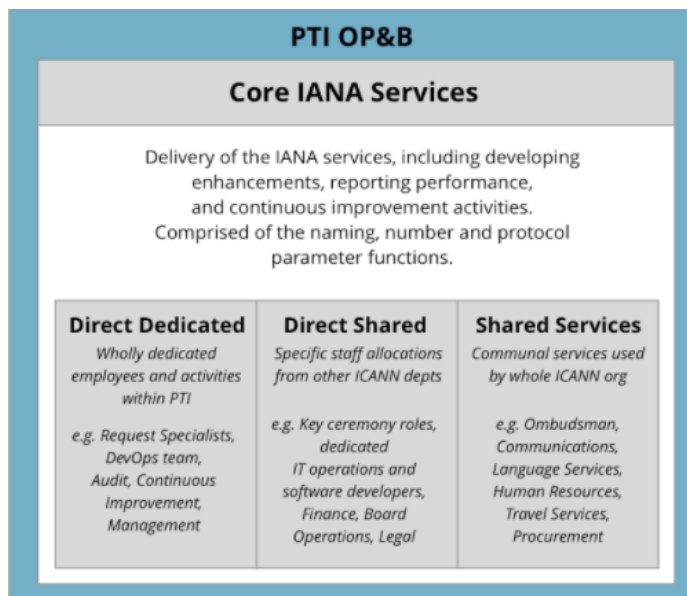 PTI OP&B
Core IANA Services
Delivery of the IANA services, including developing
enhancements, reporting performance,
and continuous improvement activities.
Comprised of the naming, number and protocol
parameter functions.
Direct Dedicated
Wholly dedicated
employees and activities
within PTI
e.g. Request Specialists,
DevOps team,
Audit, Continuous
Improvement,
Management
Direct Shared
Specific staff allocations
from other ICANN depts
e.g. Key ceremony roles,
dedicated
IT operations and
software developers,
Finance, Board
Operations, Legal
Shared Services
Communal services used
by whole ICANN org
e.g. Ombudsman,
Communications,
Language Services,
Human Resources,
Travel Services,
Procurement